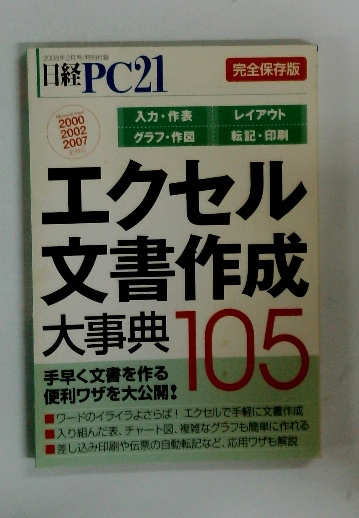 2008年2月号/特別付録
日経PC21
完全保存版
2000
2002
2007
入力・作表
レイアウト
グラフ・作図
転記・印刷
エクセル
文書作成
大事典105
手早く文書を作る
便利ワザを大公開!
■ワードのイライラよさらば! エクセルで手軽に文書作成
■入り組んだ表、チャート図、複雑なグラフも簡単に作れる
■差し込み印刷や伝票の自動転記など、応用ワザも解説